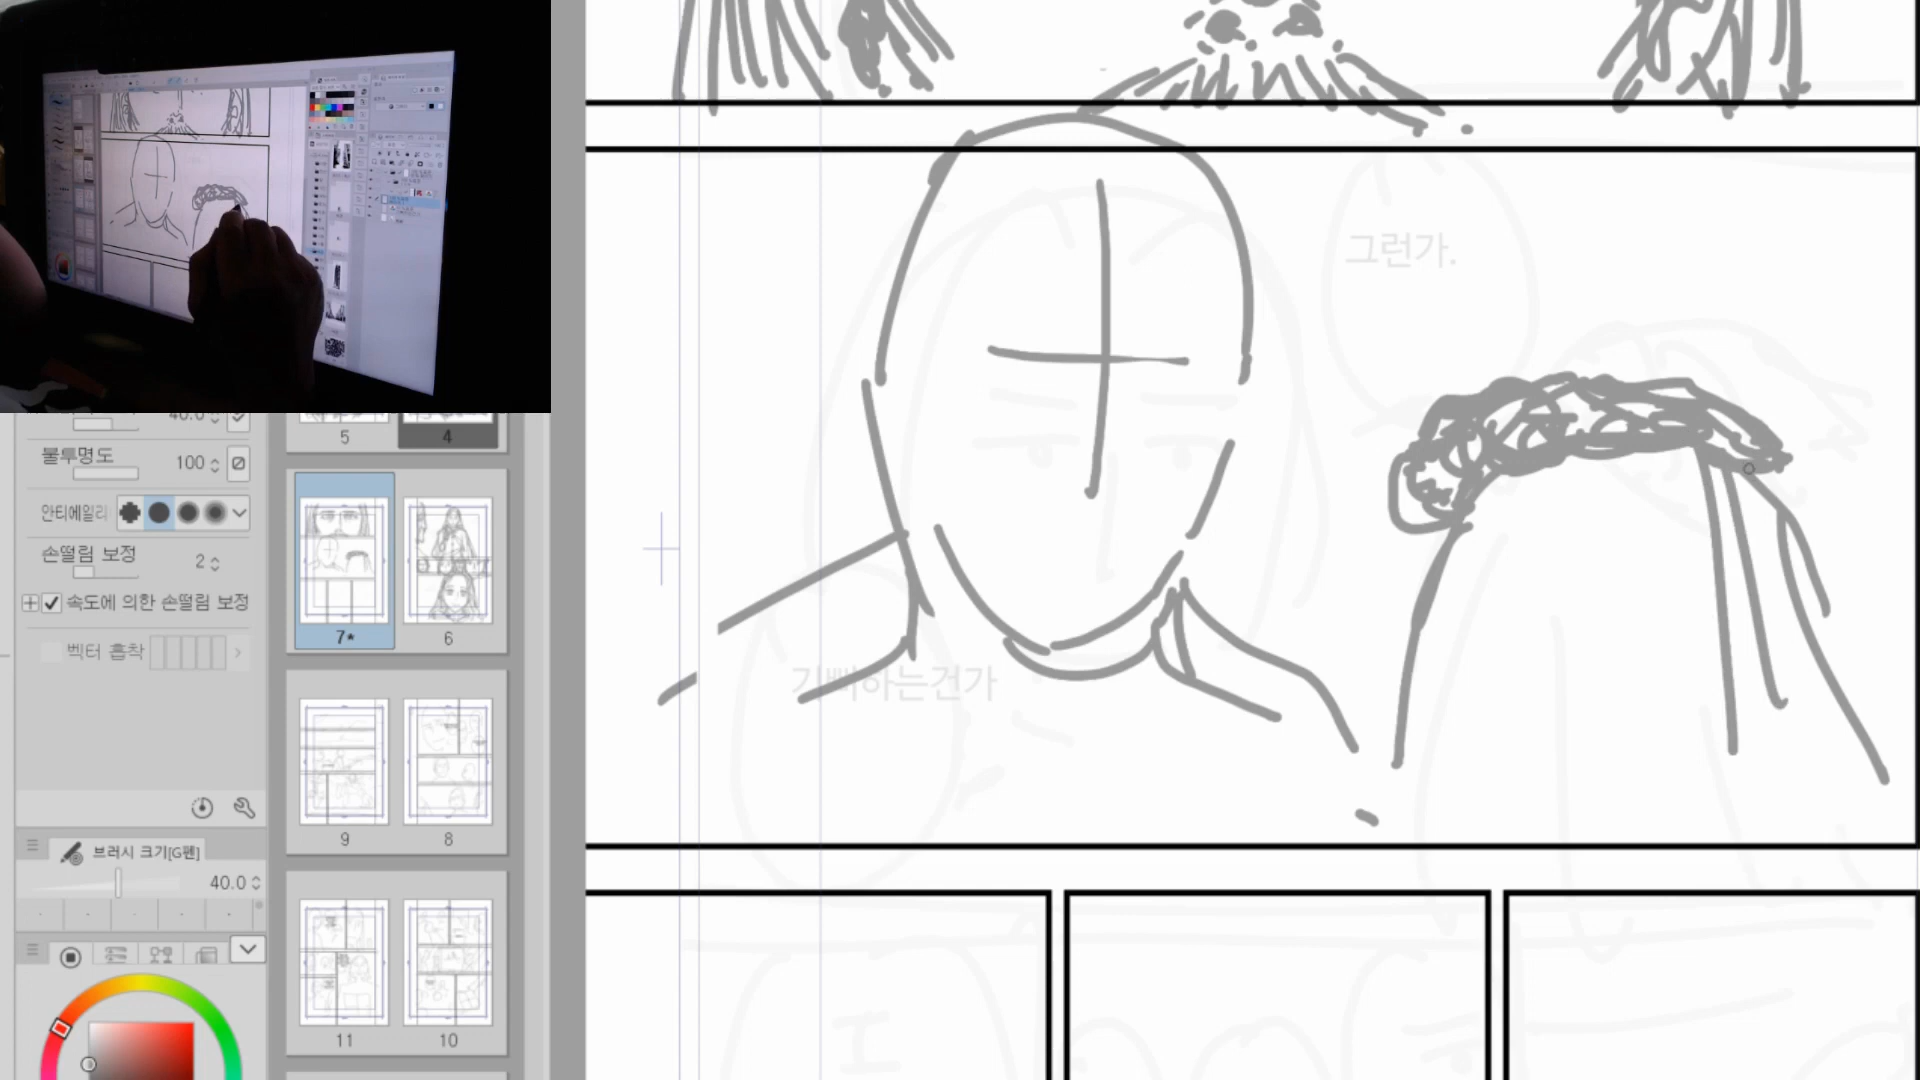 40.0
불투명도 100
안티에일리
손떨림 보정 2
속도에 의한 손떨림 보정
벡터 흡착
브러시 크기[G펜]
40.0
5 4
7* 6
9 8
11 10
그런가.
기뻐하는건가